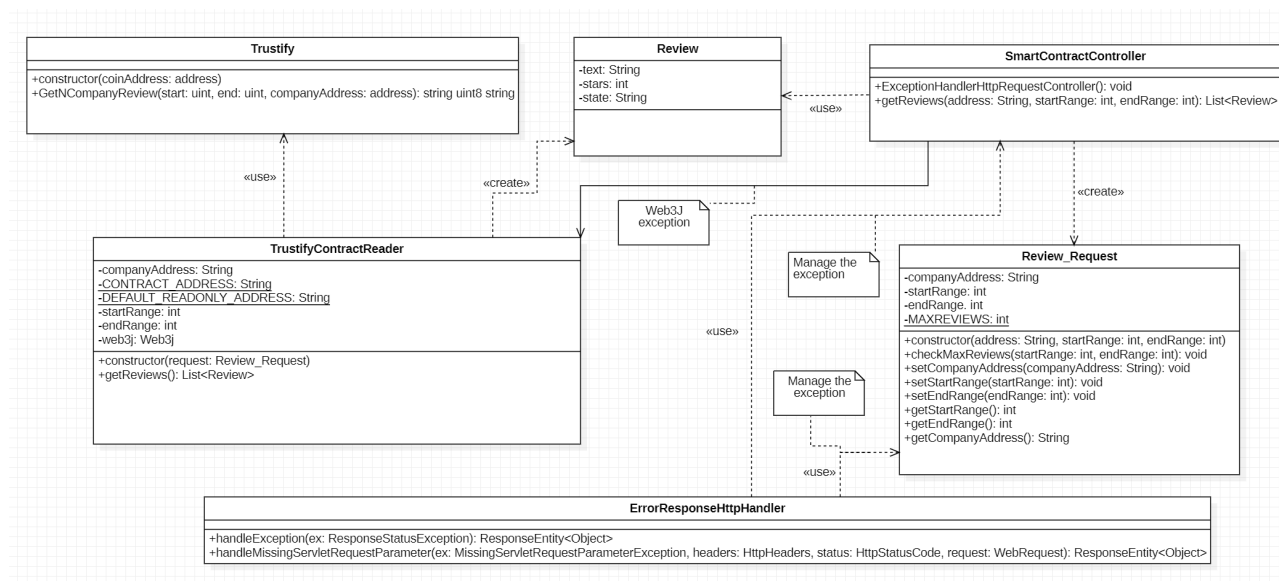 Trustify
+constructor(coinAddress: address)
+GetNCompanyReview(start: uint, end: uint, companyAddress: address): string uint8 string
Review
-text: String
-stars: int
-state: String
SmartContractController
+ExceptionHandlerHttpRequestController(): void
+getReviews(address: String, startRange: int, endRange: int): List<Review>
«use»
«use»
«create»
«create»
Web3J
exception
Manage the
exception
TrustifyContractReader
-companyAddress: String
-CONTRACT_ADDRESS: String
-DEFAULT_READONLY_ADDRESS: String
-startRange: int
-endRange: int
-web3j: Web3j
+constructor(request: Review_Request)
+getReviews(): List<Review>
Review_Request
-companyAddress: String
-startRange: int
-endRange. int
-MAXREVIEWS: int
+constructor(address: String, startRange: int, endRange: int)
+checkMaxReviews(startRange: int, endRange: int): void
+setCompanyAddress(companyAddress: String): void
+setStartRange(startRange: int): void
+setEndRange(endRange: int): void
+getStartRange(): int
+getEndRange(): int
+getCompanyAddress(): String
«use»
Manage the
exception
«use»
ErrorResponseHttpHandler
+handleException(ex: ResponseStatusException): ResponseEntity<Object>
+handleMissingServletRequestParameter(ex: MissingServletRequestParameterException, headers: HttpHeaders, status: HttpStatusCode, request: WebRequest): ResponseEntity<Object>